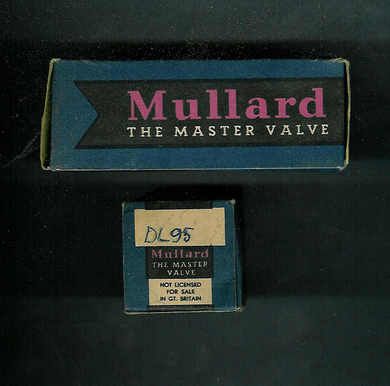 Mullard
THE MASTER VALVE
DL95
Mullard
THE MASTER
VALVE
NOT LICENSED
FOR SALE
IN GT. BRITAIN